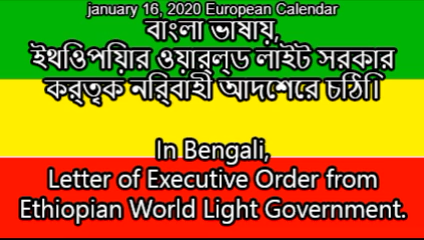 january 16, 2020 European Calendar
বাংলা ভাষায়,
ইথিওপিয়ার ওয়ার্ল্ড লাইট সরকার
কর্তৃক নির্বাহী আদেশের চিঠি।
In Bengali,
Letter of Executive Order from
Ethiopian World Light Government.